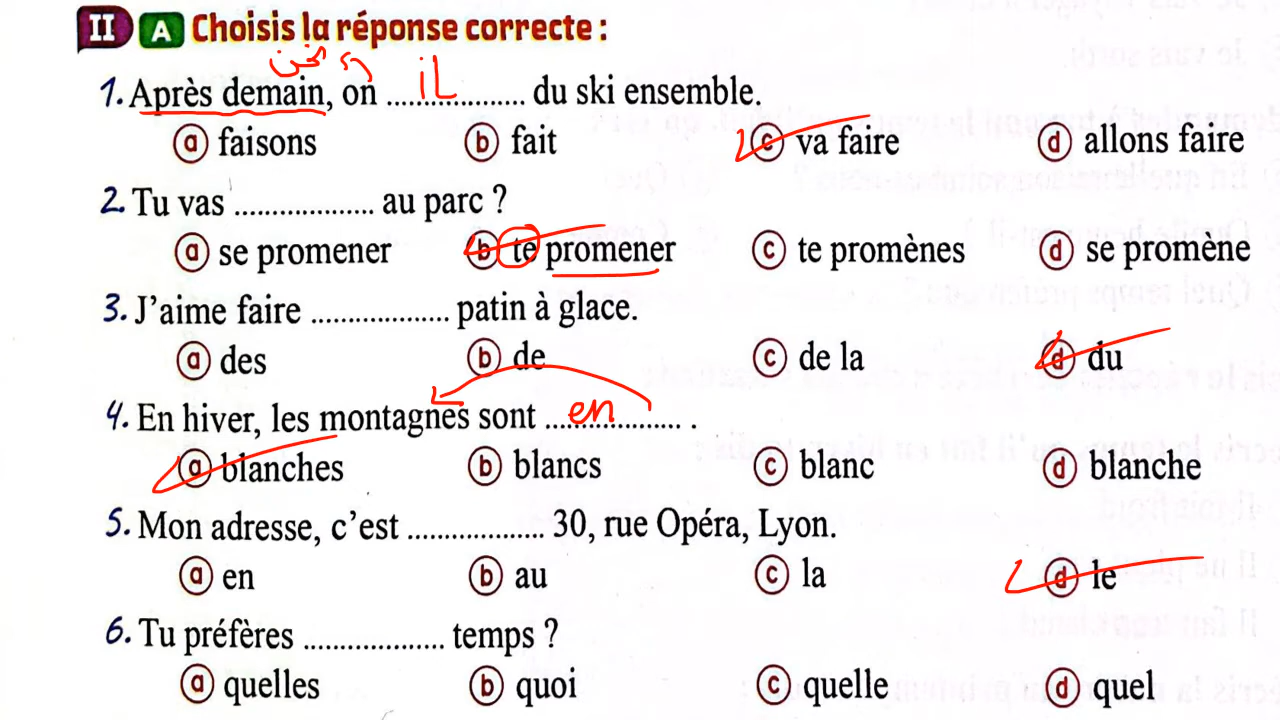 II A Choisis la réponse correcte :
نحن
1. Après demain, on ......il............ du ski ensemble.
a faisons b fait c va faire d allons faire
2. Tu vas .................. au parc ?
a se promener b te promener c te promènes d se promène
3. J'aime faire .................. patin à glace.
a des b de c de la d du
4. En hiver, les montagnes sont ...en............... .
a blanches b blancs c blanc d blanche
5. Mon adresse, c'est .................. 30, rue Opéra, Lyon.
a en b au c la d le
6. Tu préfères .................. temps ?
a quelles b quoi c quelle d quel